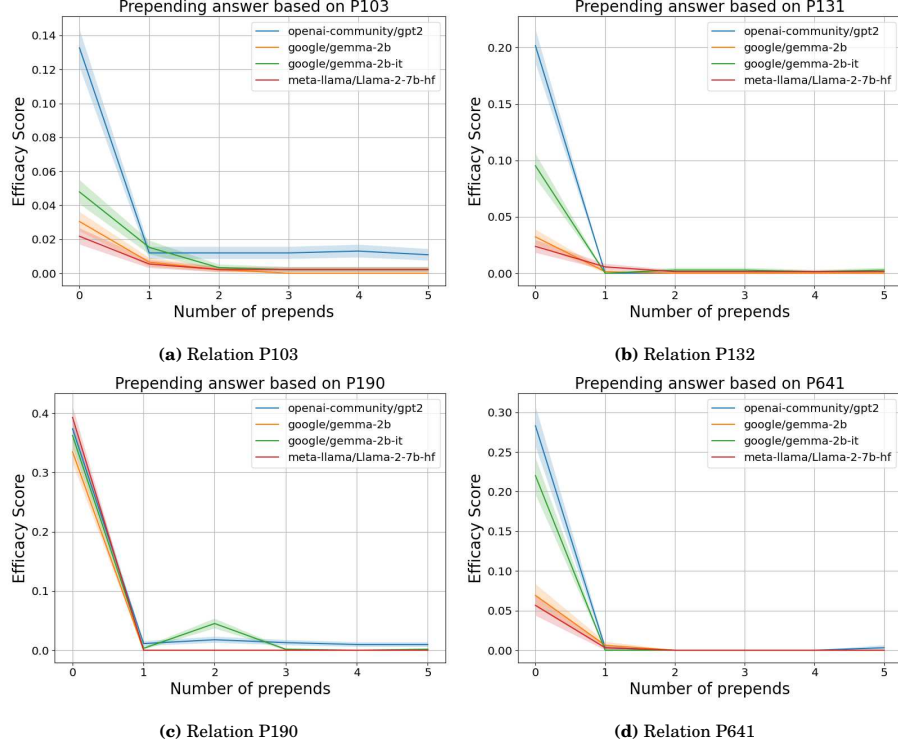 Prepending answer based on P103
Efficacy Score
0.14
0.12
0.10
0.08
0.06
0.04
0.02
0.00
openai-community/gpt2
google/gemma-2b
google/gemma-2b-it
meta-llama/Llama-2-7b-hf
0 1 2 3 4 5
Number of prepends
(a) Relation P103
Prepending answer based on P131
Efficacy Score
0.20
0.15
0.10
0.05
0.00
openai-community/gpt2
google/gemma-2b
google/gemma-2b-it
meta-llama/Llama-2-7b-hf
0 1 2 3 4 5
Number of prepends
(b) Relation P132
Prepending answer based on P190
Efficacy Score
0.4
0.3
0.2
0.1
0.0
openai-community/gpt2
google/gemma-2b
google/gemma-2b-it
meta-llama/Llama-2-7b-hf
0 1 2 3 4 5
Number of prepends
(c) Relation P190
Prepending answer based on P641
Efficacy Score
0.30
0.25
0.20
0.15
0.10
0.05
0.00
openai-community/gpt2
google/gemma-2b
google/gemma-2b-it
meta-llama/Llama-2-7b-hf
0 1 2 3 4 5
Number of prepends
(d) Relation P641